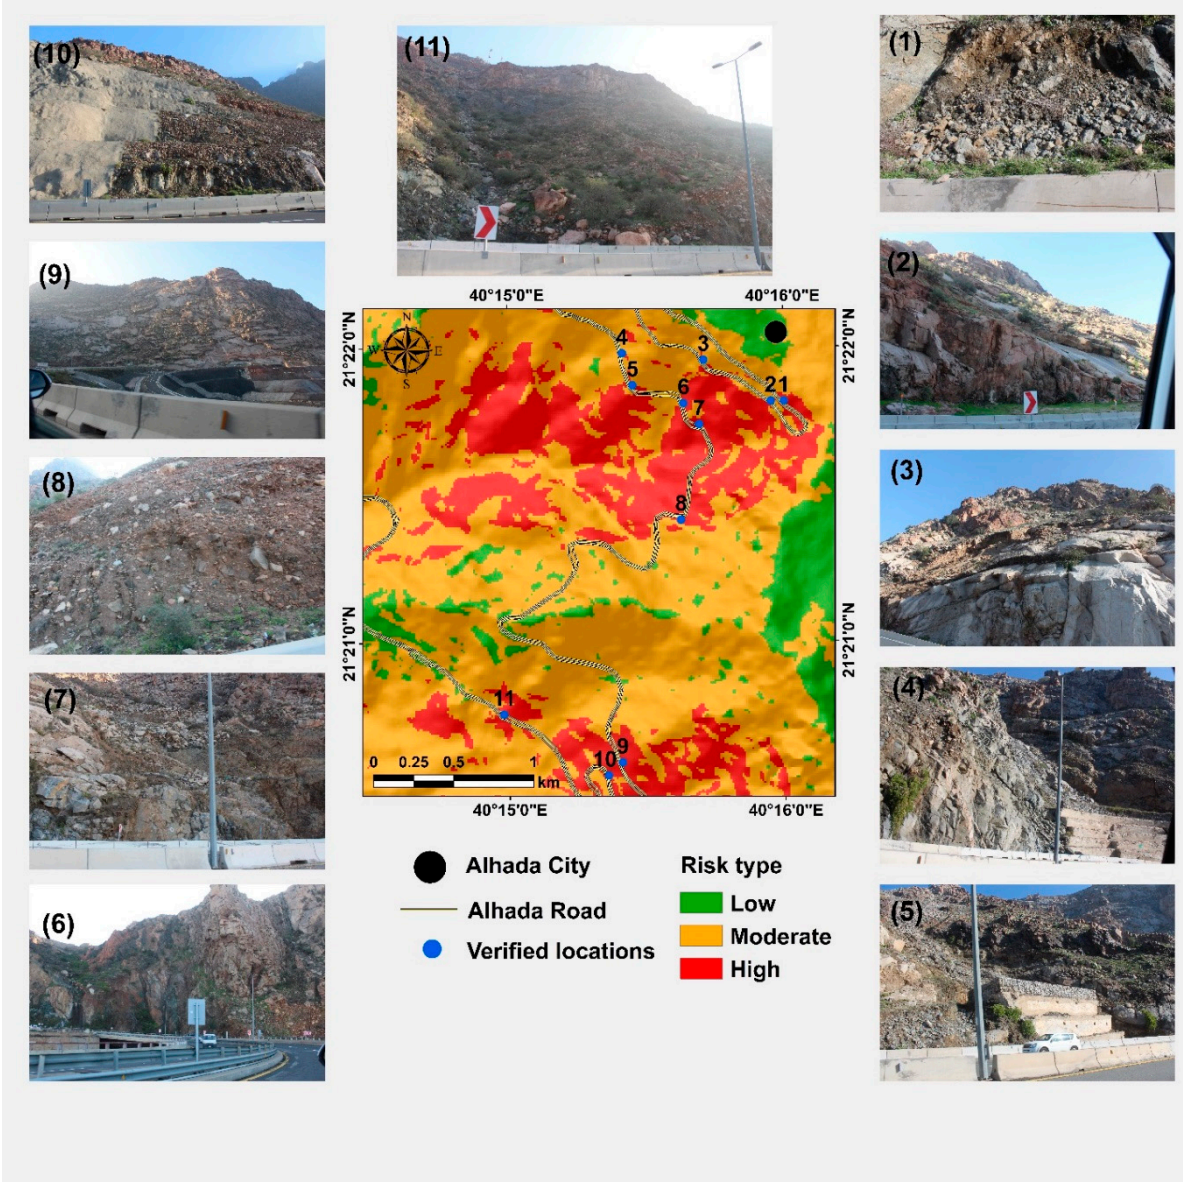 (10)
(11)
(1)
(9)
(2)
(8)
(3)
(7)
(4)
(6)
(5)
40°15'0"E 40°16'0"E
21°22'0"N 21°22'0"N
21°21'0"N 21°21'0"N
N
W E
S
4 3
5
6 21
7
8
11
10 9
0 0.25 0.5 1
km
40°15'0"E 40°16'0"E
Alhada City
Alhada Road
Verified locations
Risk type
Low
Moderate
High